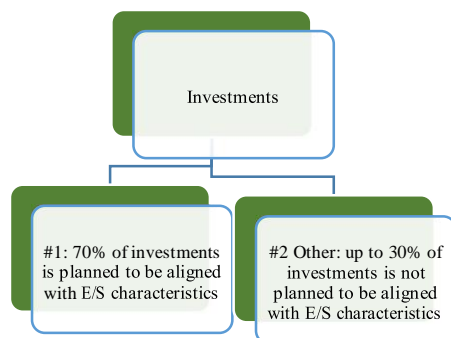 Investments
#1: 70% of investments
is planned to be aligned
with E/S characteristics
#2 Other: up to 30% of
investments is not
planned to be aligned
with E/S characteristics